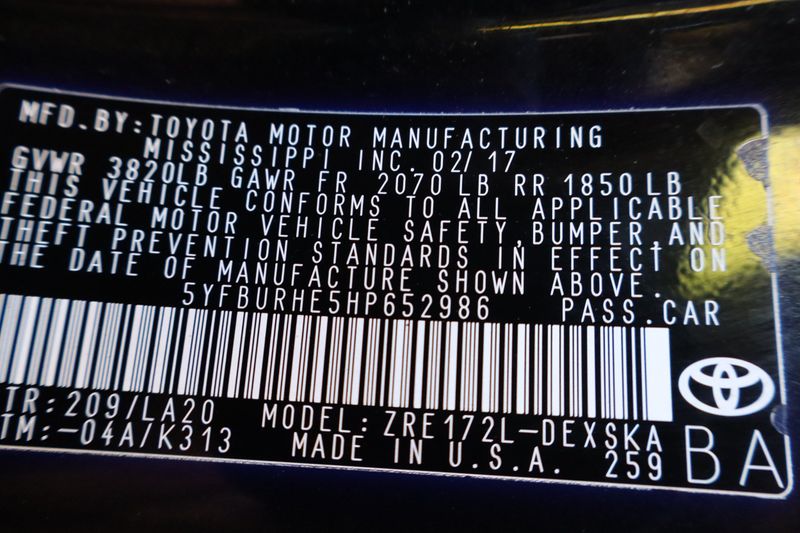 MFD.BY:TOYOTA MOTOR MANUFACTURING
MISSISSIPPI INC. 02/17
GVWR 3820LB GAWR FR 2070 LB RR 1850 LB
THIS VEHICLE CONFORMS TO ALL APPLICABLE
FEDERAL MOTOR VEHICLE SAFETY,BUMPER,AND
THEFT PREVENTION STANDARDS IN EFFECT ON
THE DATE OF MANUFACTURE SHOWN ABOVE.
5YFBURHE5HP652986 PASS.CAR
TR:209/LA20 MODEL:ZRE172L-DEXSKA
TM:-04A/K313 MADE IN U.S.A. 259 BA